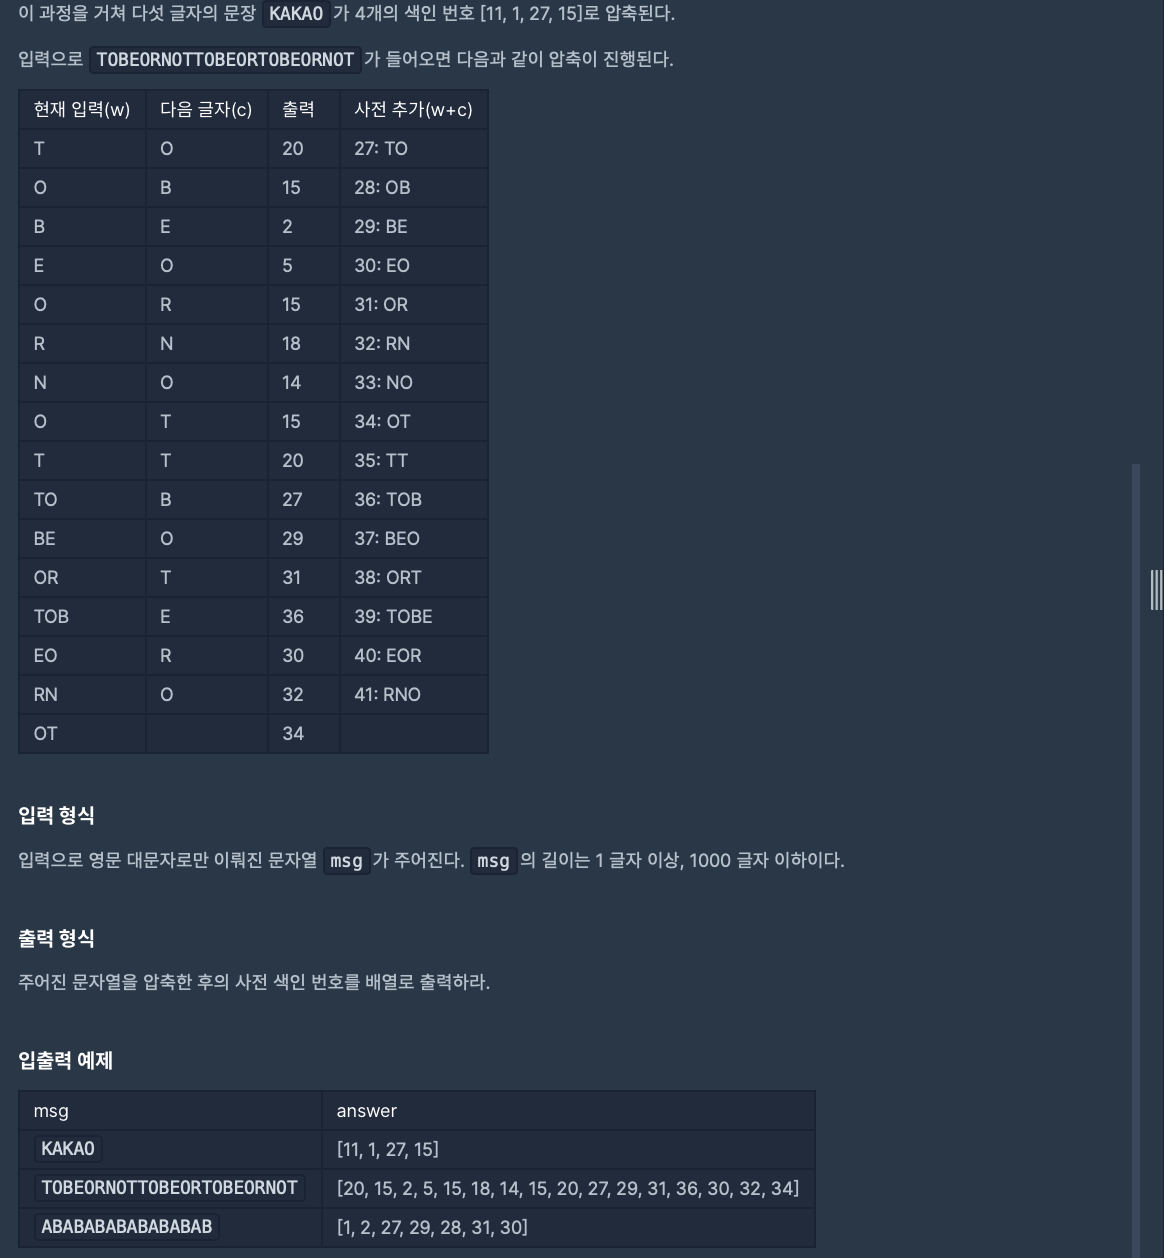 이 과정을 거쳐 다섯 글자의 문장 KAKAO 가 4개의 색인 번호 [11, 1, 27, 15]로 압축된다.
입력으로 TOBEORNOTTOBEORTOBEORNOT 가 들어오면 다음과 같이 압축이 진행된다.
현재 입력(w) 다음 글자(c) 출력 사전 추가(w+c)
T O 20 27: TO
O B 15 28: OB
B E 2 29: BE
E O 5 30: EO
O R 15 31: OR
R N 18 32: RN
N O 14 33: NO
O T 15 34: OT
T T 20 35: TT
TO B 27 36: TOB
BE O 29 37: BEO
OR T 31 38: ORT
TOB E 36 39: TOBE
EO R 30 40: EOR
RN O 32 41: RNO
OT 34
입력 형식
입력으로 영문 대문자로만 이뤄진 문자열 msg 가 주어진다. msg 의 길이는 1 글자 이상, 1000 글자 이하이다.
출력 형식
주어진 문자열을 압축한 후의 사전 색인 번호를 배열로 출력하라.
입출력 예제
msg answer
KAKAO [11, 1, 27, 15]
TOBEORNOTTOBEORTOBEORNOT [20, 15, 2, 5, 15, 18, 14, 15, 20, 27, 29, 31, 36, 30, 32, 34]
ABABABABABABABAB [1, 2, 27, 29, 28, 31, 30]